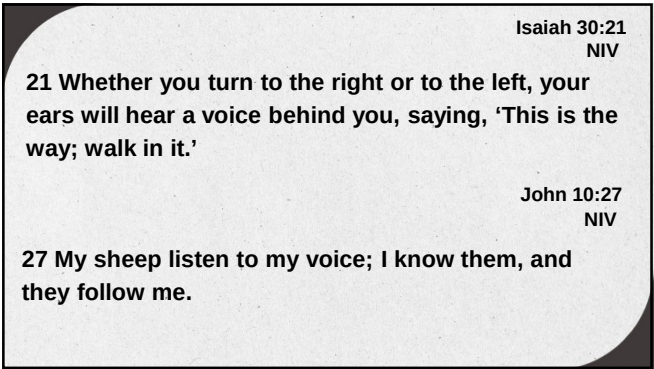 Isaiah 30:21
NIV
21 Whether you turn to the right or to the left, your
ears will hear a voice behind you, saying, ‘This is the
way; walk in it.’
John 10:27
NIV
27 My sheep listen to my voice; I know them, and
they follow me.